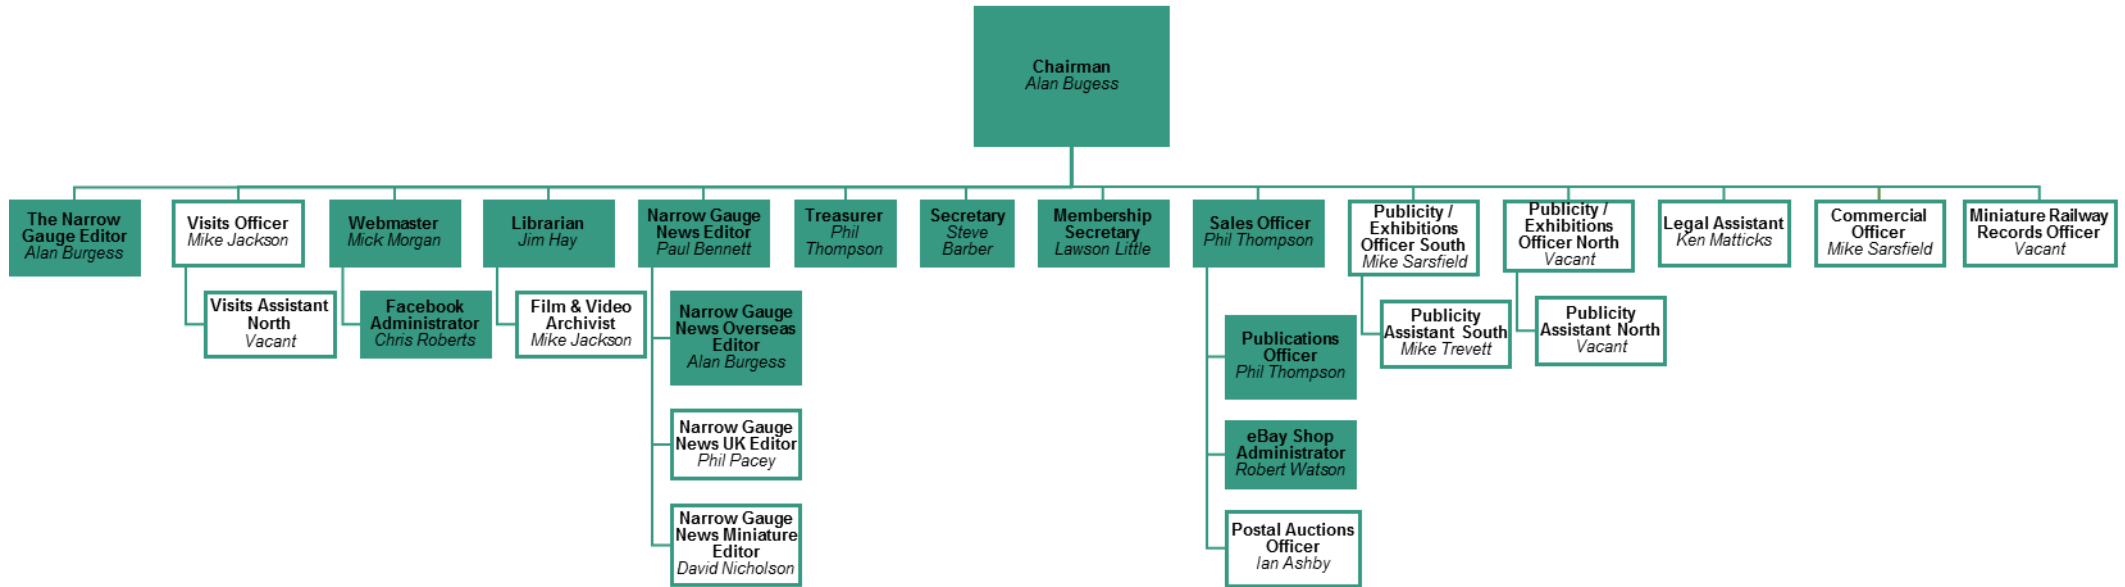 Chairman
Alan Bugess
The Narrow
Gauge Editor
Alan Burgess
Visits Officer
Mike Jackson
Webmaster
Mick Morgan
Librarian
Jim Hay
Narrow Gauge
News Editor
Paul Bennett
Treasurer
Phil
Thompson
Secretary
Steve
Barber
Membership
Secretary
Lawson Little
Sales Officer
Phil Thompson
Publicity /
Exhibitions
Officer South
Mike Sarsfield
Publicity /
Exhibitions
Officer North
Vacant
Legal Assistant
Ken Matticks
Commercial
Officer
Mike Sarsfield
Miniature Railway
Records Officer
Vacant
Visits Assistant
North
Vacant
Facebook
Administrator
Chris Roberts
Film & Video
Archivist
Mike Jackson
Narrow Gauge
News Overseas
Editor
Alan Burgess
Narrow Gauge
News UK Editor
Phil Pacey
Narrow Gauge
News Miniature
Editor
David Nicholson
Publications
Officer
Phil Thompson
eBay Shop
Administrator
Robert Watson
Postal Auctions
Officer
Ian Ashby
Publicity
Assistant South
Mike Trevett
Publicity
Assistant North
Vacant